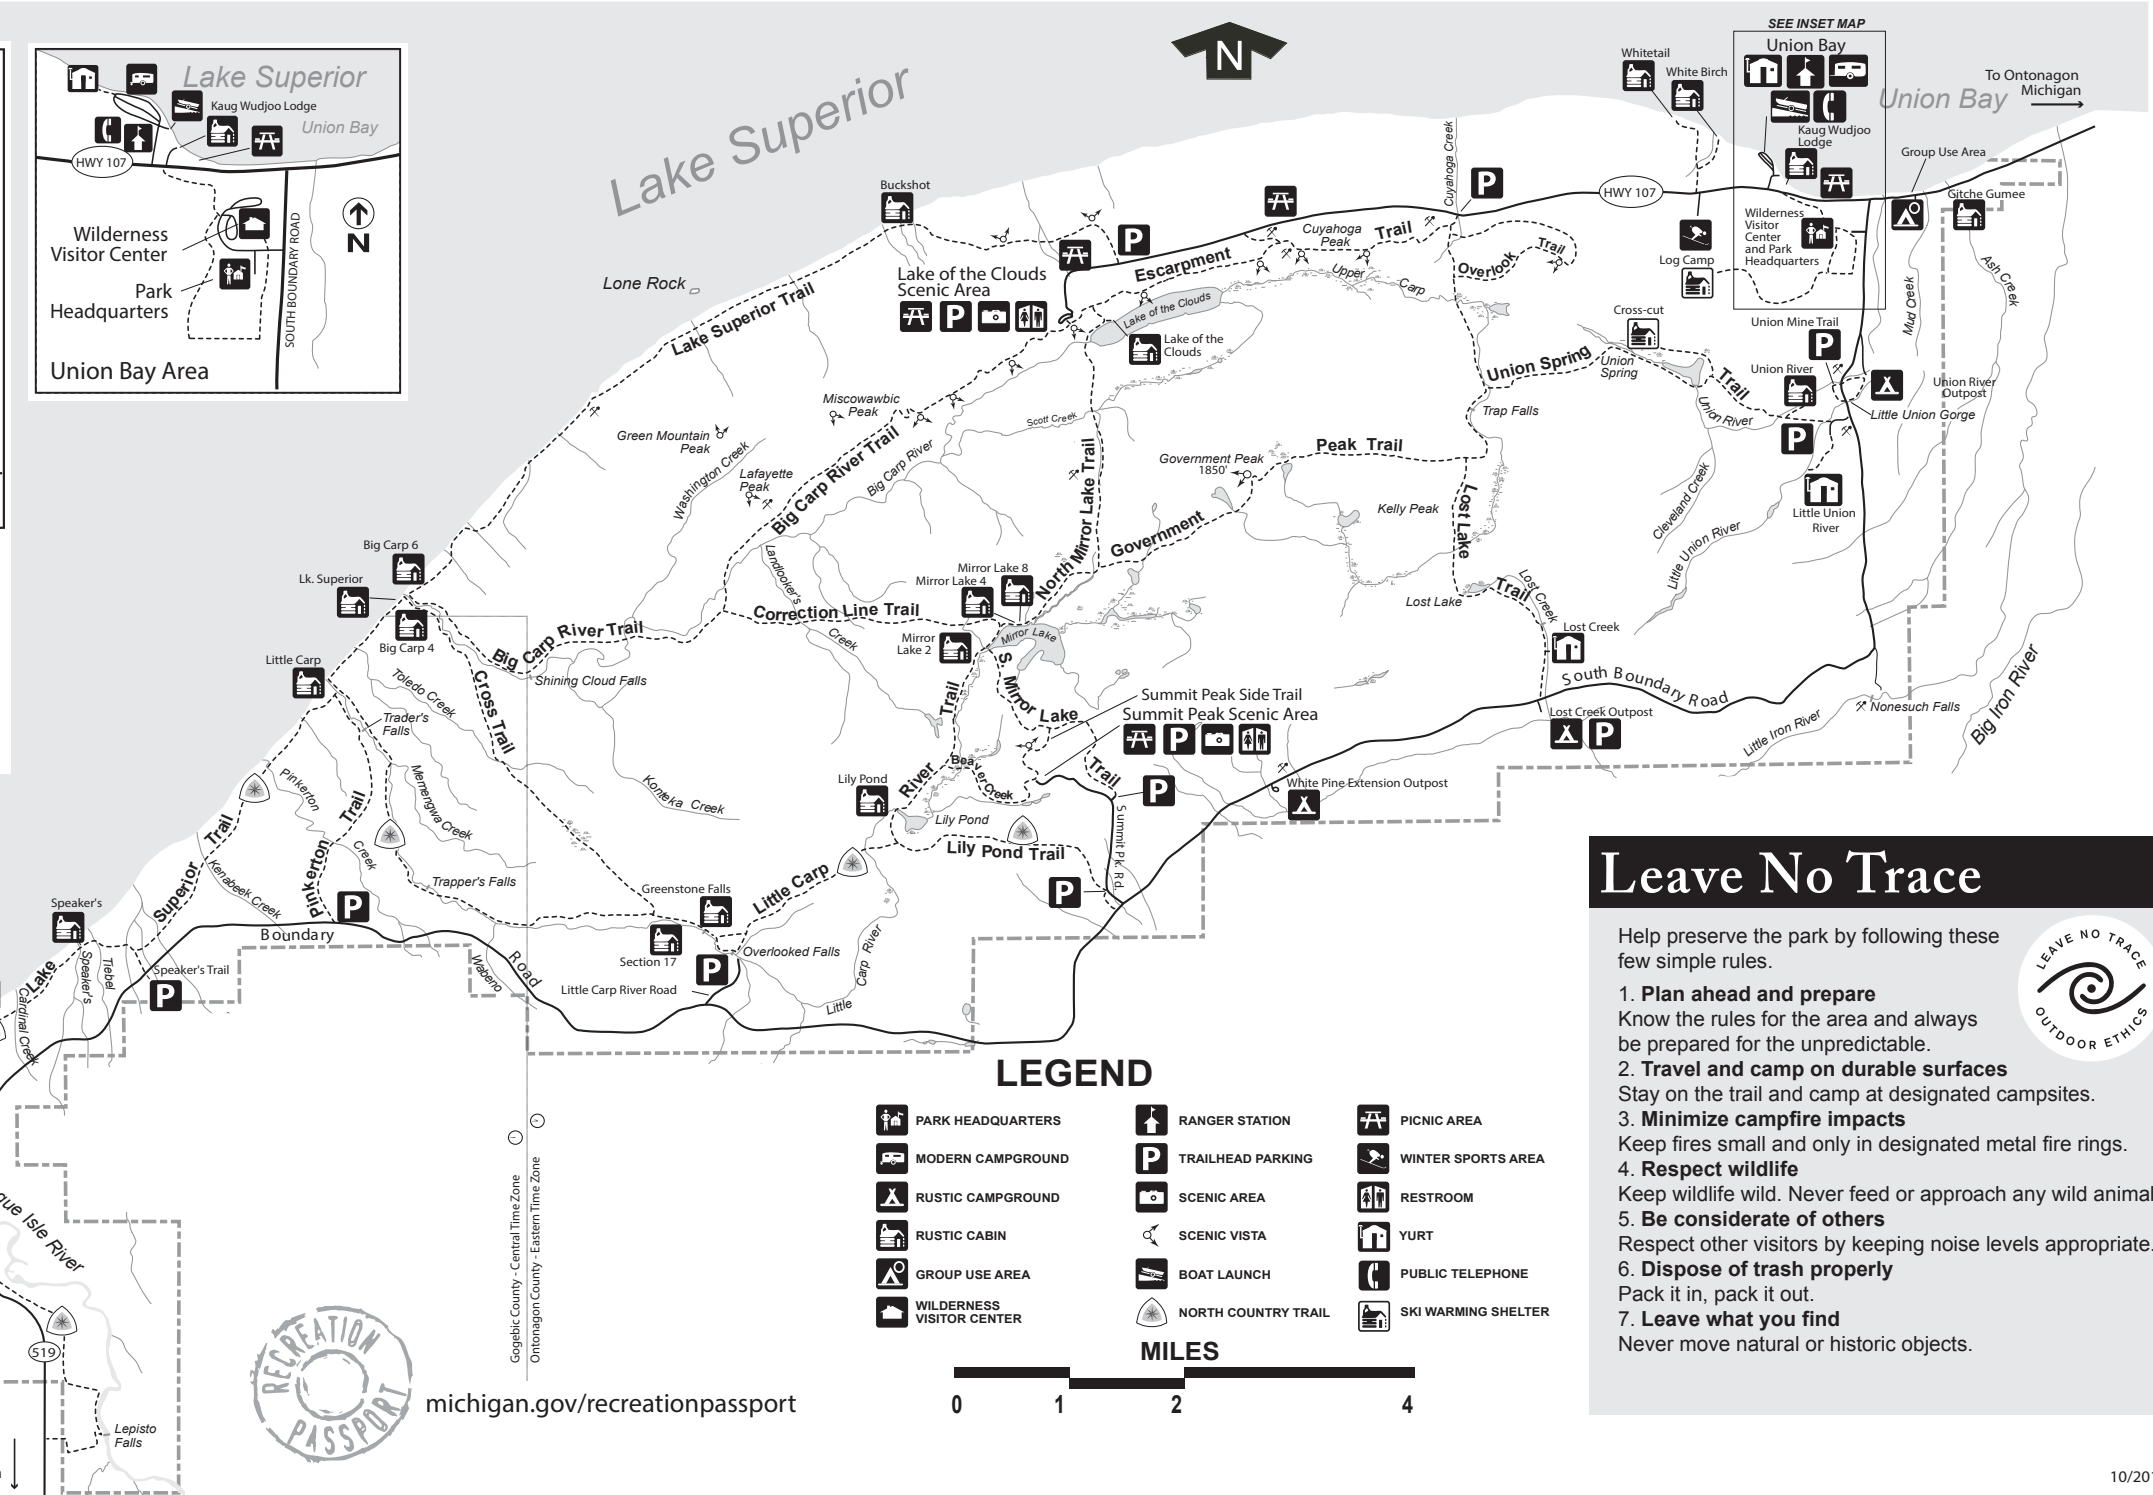 SEE INSET MAP
Union Bay
Union Bay
To Ontonagon
Michigan
N
Whitetail
White Birch
Kaug Wudjoo
Lodge
Group Use Area
Gitche Gumee
Lake Superior
Kaug Wudjoo Lodge
Union Bay
HWY 107
Wilderness
Visitor Center
Park
Headquarters
SOUTH BOUNDARY ROAD
N
Union Bay Area
Lake Superior
Lone Rock
Buckshot
Lake Superior Trail
Lake of the Clouds
Scenic Area
P
P
Escarpment
Trail
Cuyahoga
Peak
Cuyahoga Creek
P
HWY 107
Upper
Carp
Overlook
Trail
Lake of the Clouds
Lake of the
Clouds
Wilderness
Visitor
Center
and Park
Headquarters
Log Camp
Cross-cut
Mud Creek
Ash Creek
Union Mine Trail
P
Union Spring
Trail
Union
Spring
Union River
Union River
Union River
Outpost
Little Union Gorge
P
Little Union
River
Cleveland Creek
Little Union River
Trap Falls
Miscowawbic
Peak
Green Mountain
Peak
Washington Creek
Lafayette
Peak
Big Carp River Trail
Big Carp River
Scott Creek
North Mirror Lake Trail
Government Peak
1850'
Peak Trail
Government
Kelly Peak
Lost Lake
Trail
Lost Lake
Lost Creek
Lost Creek
Landlooker's
Creek
Big Carp 6
Lk. Superior
Big Carp 4
Little Carp
Mirror Lake 8
Mirror Lake 4
Mirror
Lake 2
Mirror Lake
Correction Line Trail
Big Carp River Trail
Shining Cloud Falls
Cross Trail
Toledo Creek
Trader's
Falls
Memengwa Creek
Pinkerton
Creek
Pinkerton
Trail
Konteka Creek
S. Mirror Lake
Trail
Summit Peak Side Trail
Summit Peak Scenic Area
P
P
Summit Pk. Rd.
South Boundary Road
Lost Creek Outpost
P
White Pine Extension Outpost
Little Iron River
Nonesuch Falls
Big Iron River
Beaver
Creek
Lily Pond
Lily Pond
Lily Pond Trail
P
Little Carp
River
Trail
Greenstone Falls
Section 17
P
Overlooked Falls
Little Carp River Road
Little
Carp River
Trapper's Falls
Superior
Trail
Kenabeek Creek
P
Boundary
Road
Wabeno
Speaker's
Lake
Speaker's
Tiebel
Cardinal Creek
Speaker's Trail
P
que Isle River
519
Lepisto
Falls
Gogebic County - Central Time Zone
Ontonagon County - Eastern Time Zone
RECREATION
PASSPORT
michigan.gov/recreationpassport
LEGEND
PARK HEADQUARTERS
MODERN CAMPGROUND
RUSTIC CAMPGROUND
RUSTIC CABIN
GROUP USE AREA
WILDERNESS
VISITOR CENTER
RANGER STATION
P TRAILHEAD PARKING
SCENIC AREA
SCENIC VISTA
BOAT LAUNCH
NORTH COUNTRY TRAIL
PICNIC AREA
WINTER SPORTS AREA
RESTROOM
YURT
PUBLIC TELEPHONE
SKI WARMING SHELTER
MILES
0 1 2 4
Leave No Trace
Help preserve the park by following these
few simple rules.
LEAVE NO TRACE
OUTDOOR ETHICS
1. Plan ahead and prepare
Know the rules for the area and always
be prepared for the unpredictable.
2. Travel and camp on durable surfaces
Stay on the trail and camp at designated campsites.
3. Minimize campfire impacts
Keep fires small and only in designated metal fire rings.
4. Respect wildlife
Keep wildlife wild. Never feed or approach any wild animal
5. Be considerate of others
Respect other visitors by keeping noise levels appropriate.
6. Dispose of trash properly
Pack it in, pack it out.
7. Leave what you find
Never move natural or historic objects.
10/201